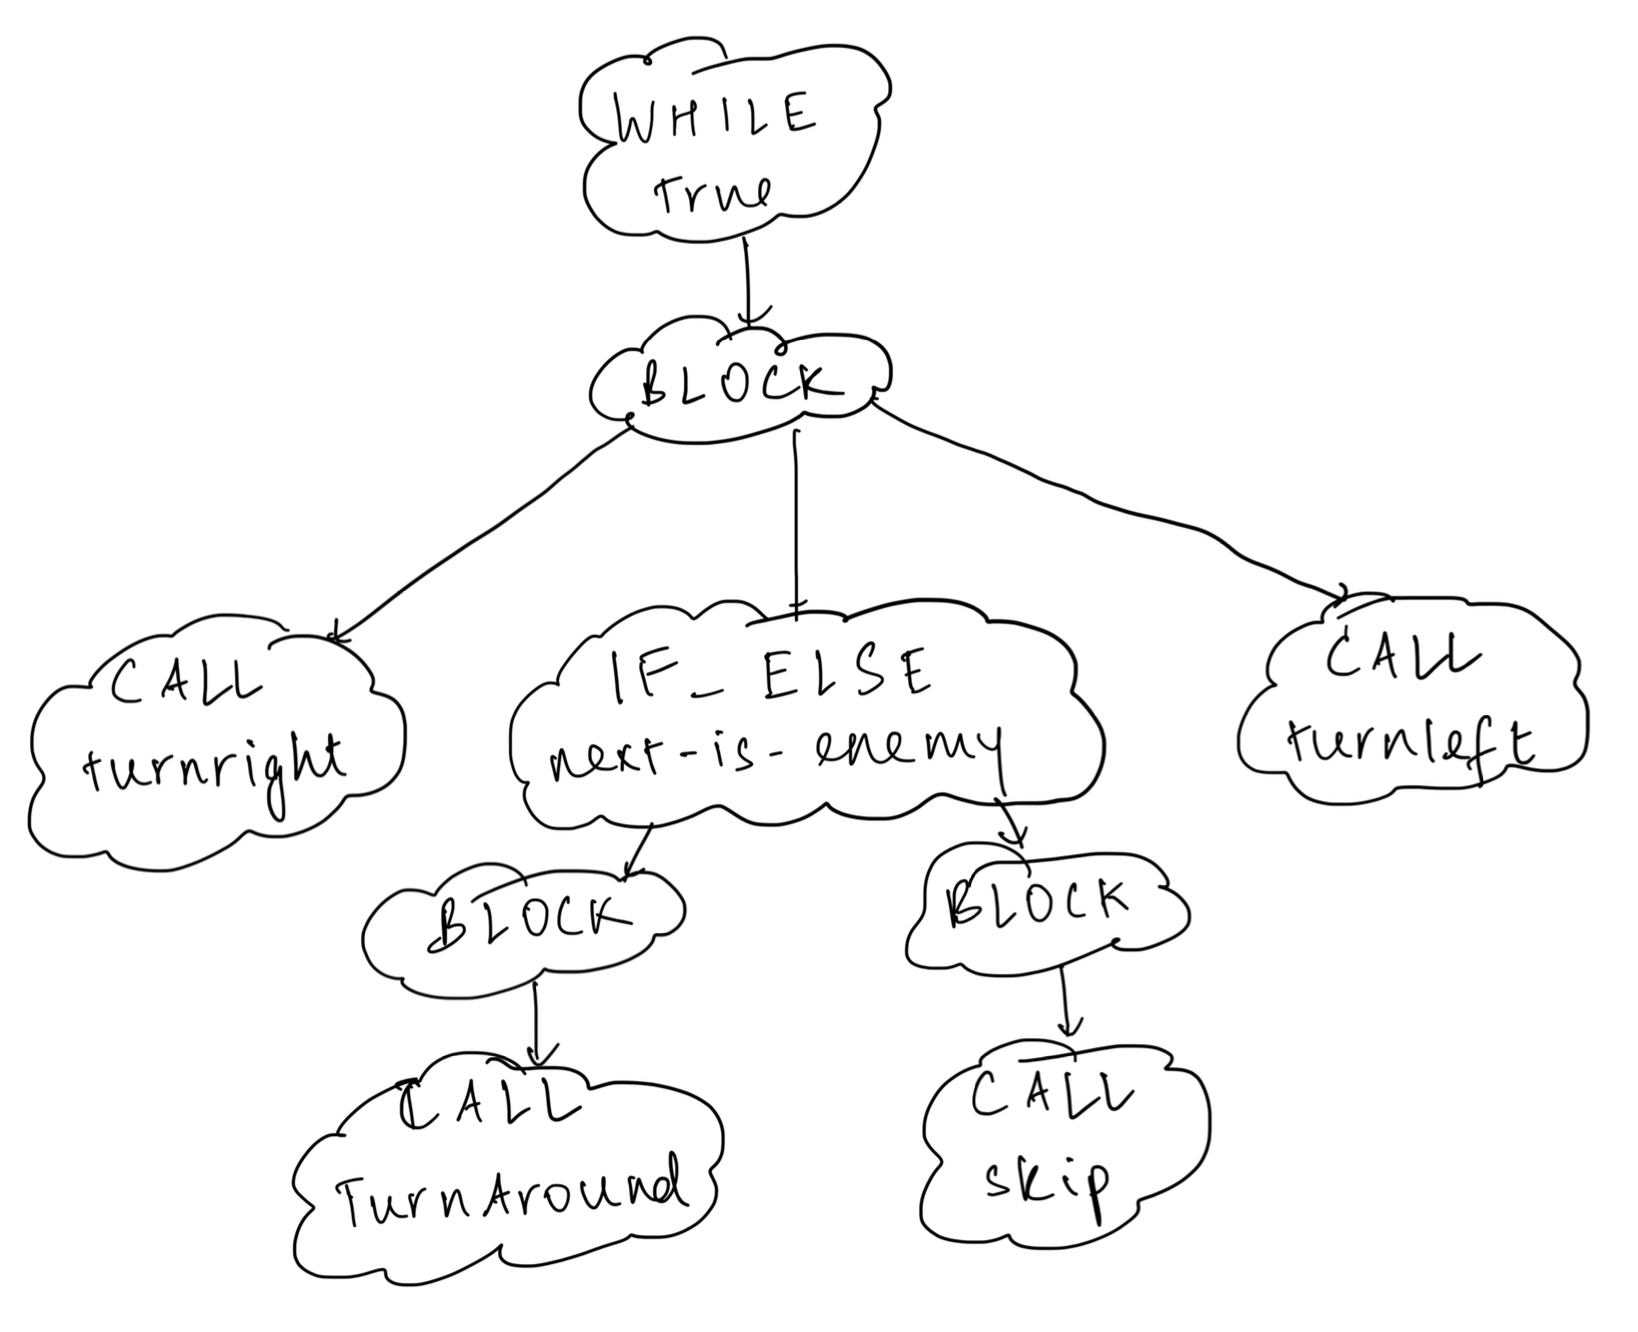 WHILE
True
BLOCK
CALL
turnright
IF_ELSE
next-is-enemy
CALL
turnleft
BLOCK
BLOCK
CALL
TurnAround
CALL
skip